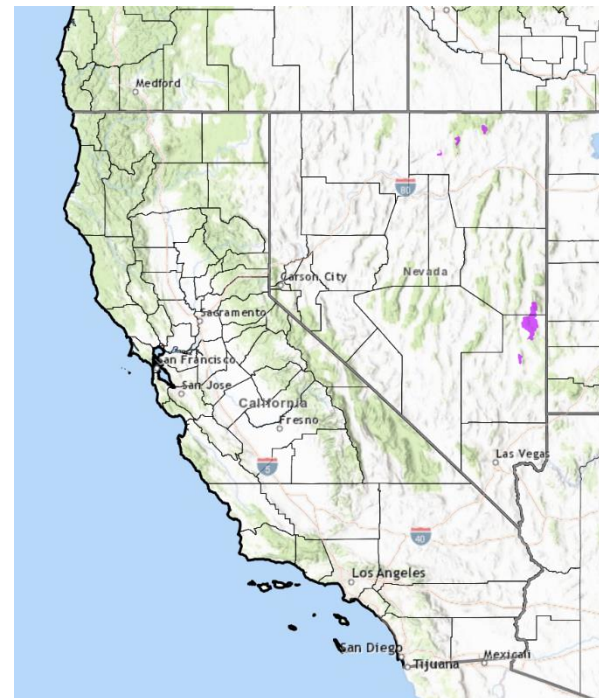 Medford
80
Carson City
Nevada
Sacramento
San Francisco
San Jose
California
Fresno
Las Vegas
5
40
Los Angeles
San Diego
Tijuana
Mexicali